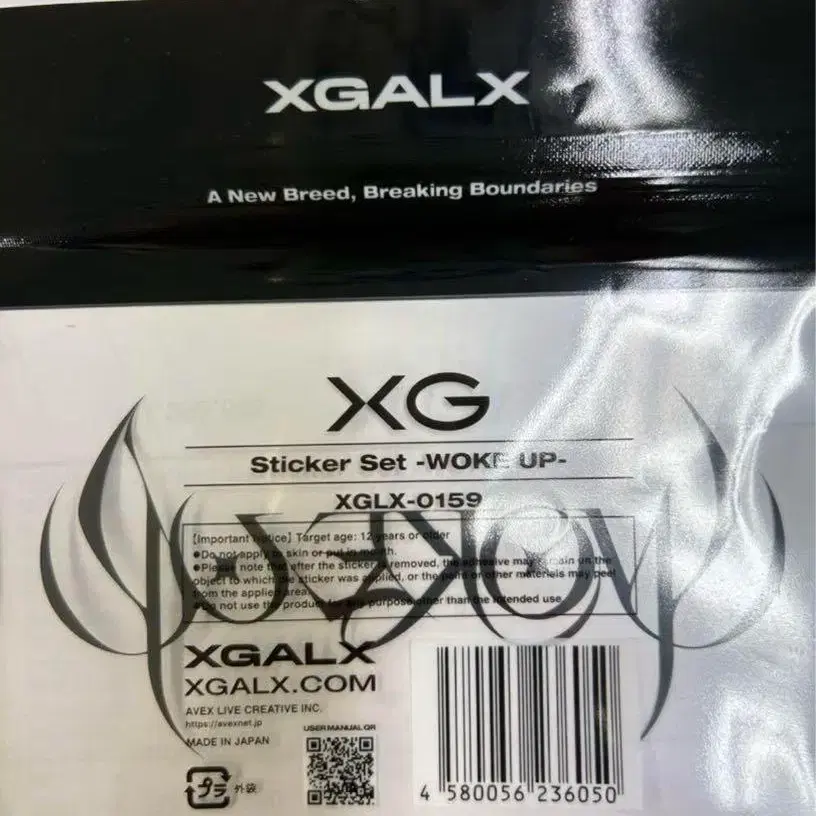 XGALX
A New Breed, Breaking Boundaries
XG
Sticker Set -WOKE UP-
XGLX-0159
[Important notice] Target age: 12 years or older
●Do not apply to skin or put in mouth.
●Please note that after the sticker is removed, the adhesive may remain on the
object to which the sticker was applied, or the paint or other materials may peel
from the applied area.
●Do not use the product for any purpose other than the intended use.
XGALX
XGALX.COM
AVEX LIVE CREATIVE INC.
https://avexnet.jp
MADE IN JAPAN
USER MANUAL QR
プラ 外袋
4 580056 236050